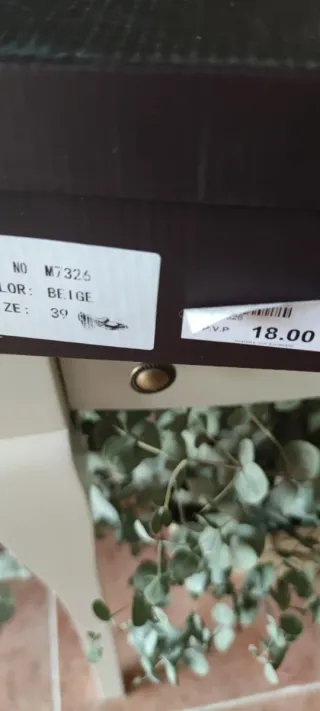 NO M7326
LOR: BEIGE
ZE: 39
P.V.P 18.00